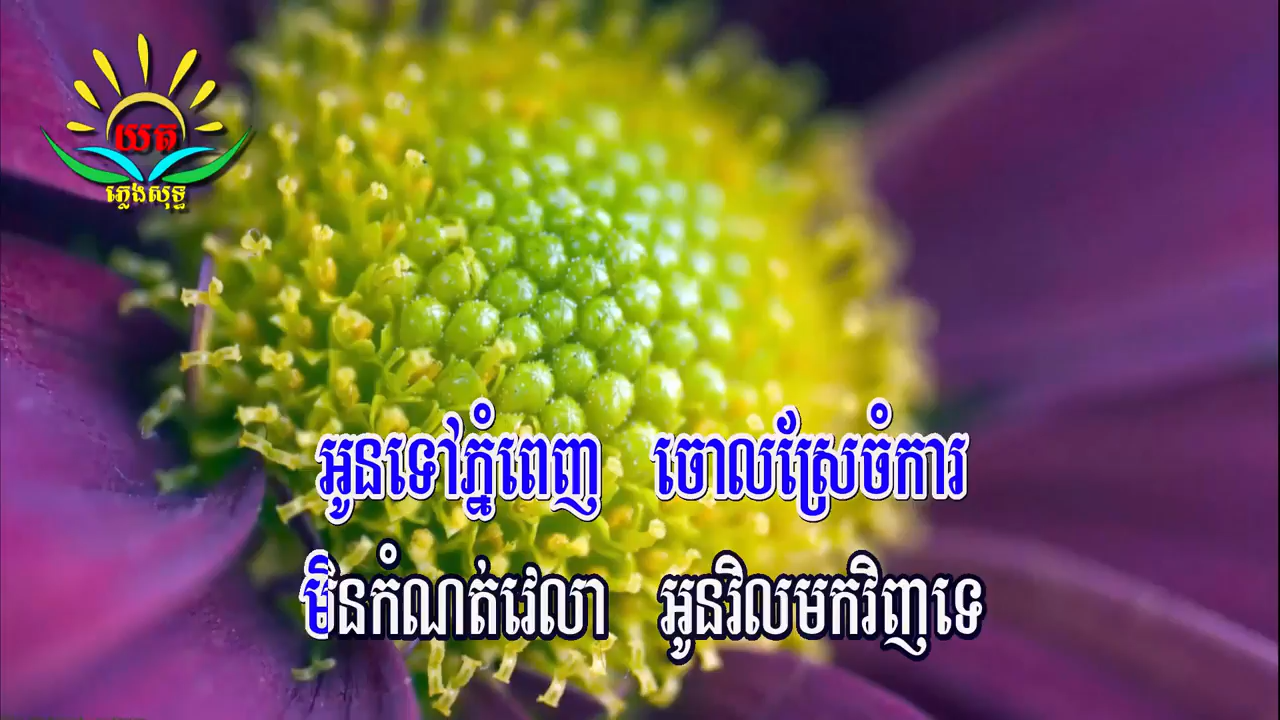 យត
ភ្លេងសុទ្ធ
អូនទៅភ្នំពេញ ចោលស្រែចំការ
មិនកំណត់វេលា អូនវិលមកវិញទេ